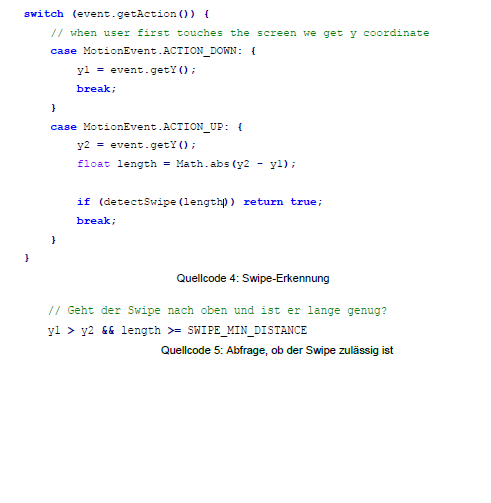 switch (event.getAction()) {
// when user first touches the screen we get y coordinate
case MotionEvent.ACTION_DOWN: {
y1 = event.getY();
break;
}
case MotionEvent.ACTION_UP: {
y2 = event.getY();
float length = Math.abs(y2 - y1);
if (detectSwipe(length)) return true;
break;
}
}
Quellcode 4: Swipe-Erkennung
// Geht der Swipe nach oben und ist er lange genug?
y1 > y2 && length >= SWIPE_MIN_DISTANCE
Quellcode 5: Abfrage, ob der Swipe zulässig ist